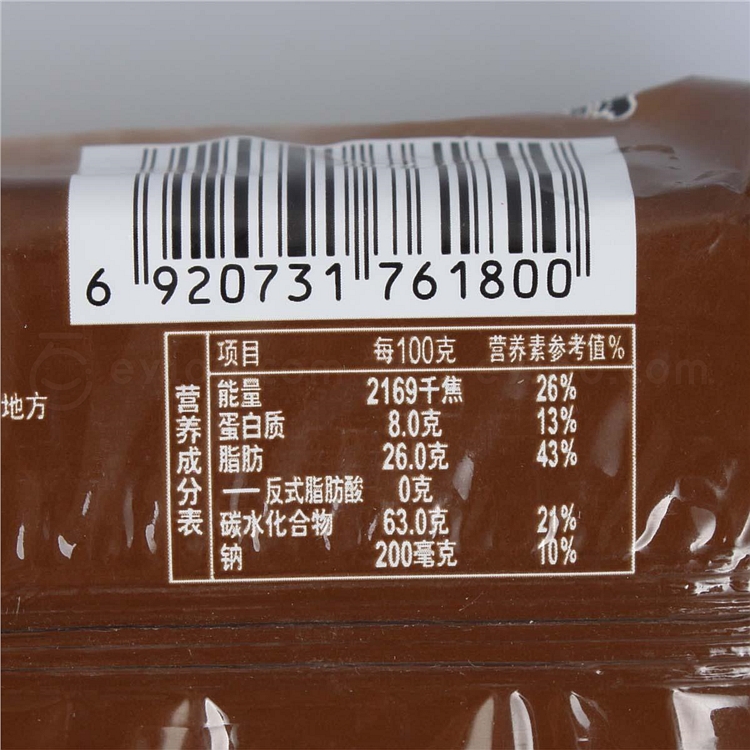 6 920731 761800
项目 每100克 营养素参考值%
营养成分表
能量 2169千焦 26%
蛋白质 8.0克 13%
脂肪 26.0克 43%
——反式脂肪酸 0克
碳水化合物 63.0克 21%
钠 200毫克 10%
地方